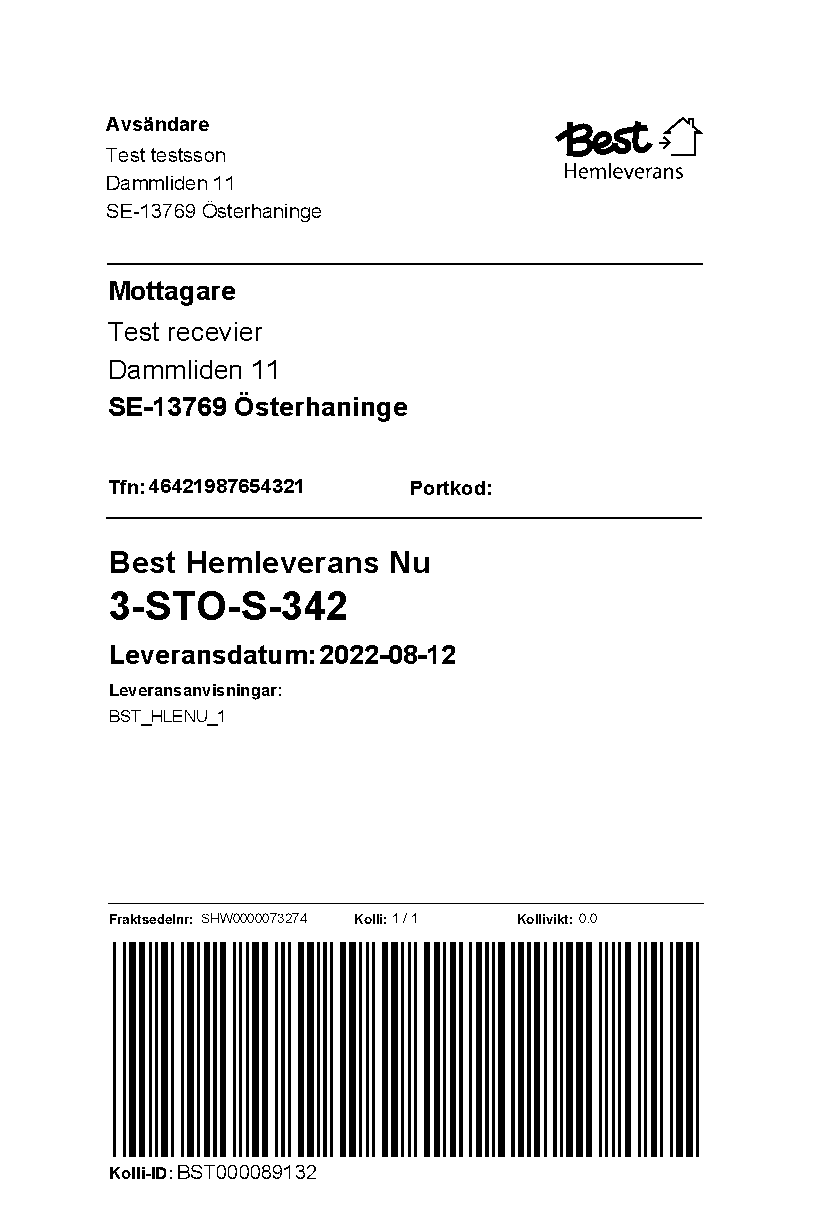 Avsändare
Test testsson
Dammliden 11
SE-13769 Österhaninge
Best
Hemleverans
Mottagare
Test recevier
Dammliden 11
SE-13769 Österhaninge
Tfn: 46421987654321 Portkod:
Best Hemleverans Nu
3-STO-S-342
Leveransdatum: 2022-08-12
Leveransanvisningar:
BST_HLENU_1
Fraktsedelnr: SHW0000073274 Kolli: 1 / 1 Kollivikt: 0.0
Kolli-ID: BST000089132